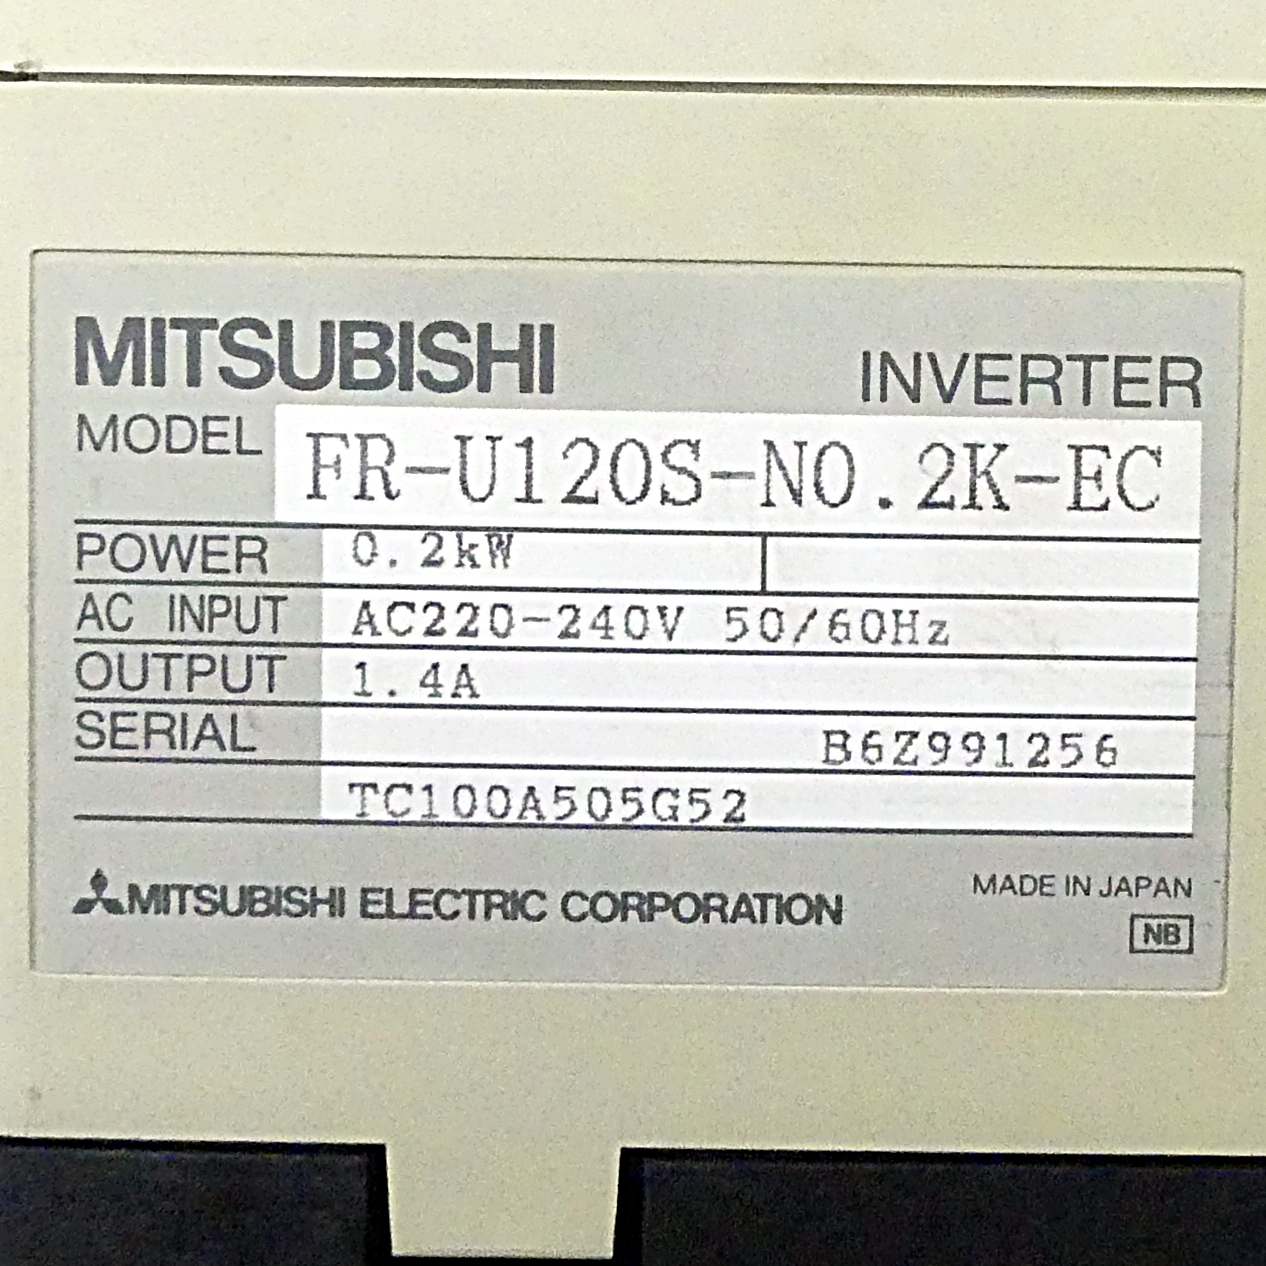 MITSUBISHI INVERTER
MODEL FR-U120S-N0.2K-EC
POWER 0.2kW
AC INPUT AC220-240V 50/60Hz
OUTPUT 1.4A
SERIAL B6Z991256
TC100A505G52
MITSUBISHI ELECTRIC CORPORATION MADE IN JAPAN
NB